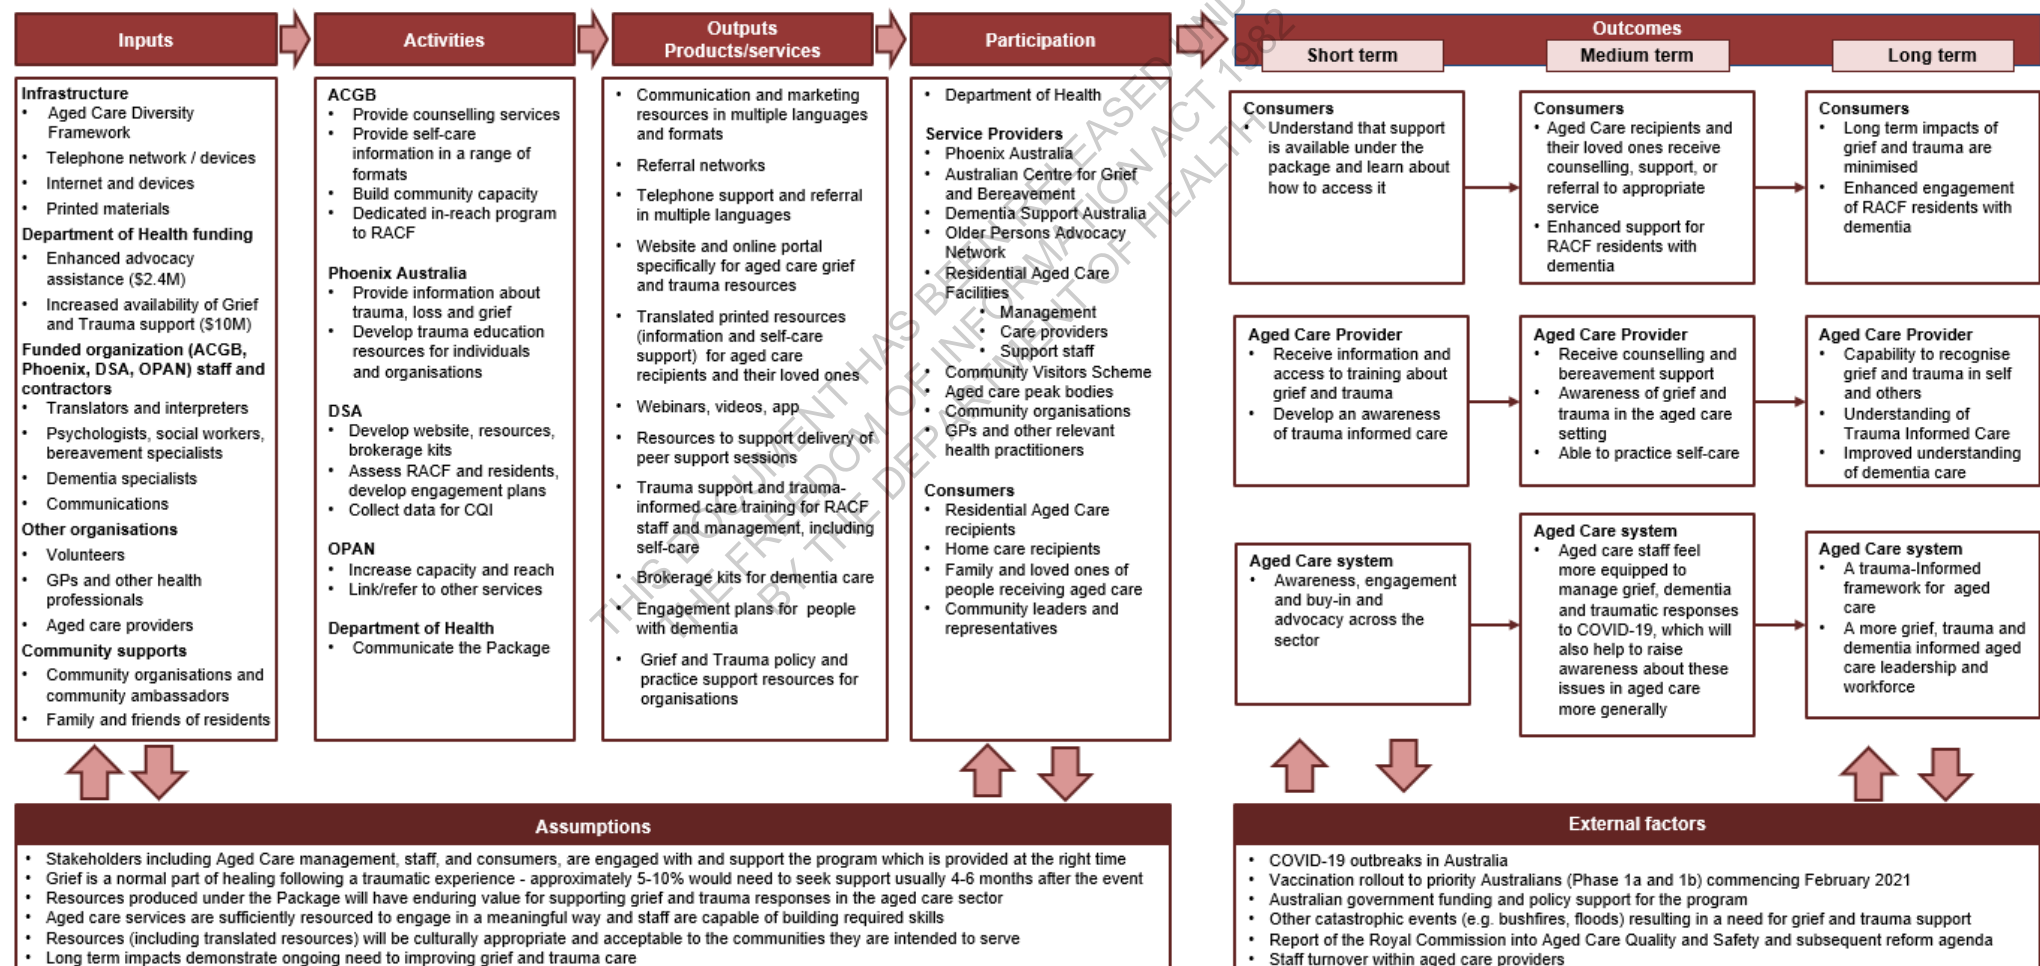 Inputs
Activities
Outputs
Products/services
Participation
Outcomes
Short term
Medium term
Long term
Infrastructure
• Aged Care Diversity
Framework
• Telephone network / devices
• Internet and devices
• Printed materials
Department of Health funding
• Enhanced advocacy
assistance ($2.4M)
• Increased availability of Grief
and Trauma support ($10M)
Funded organization (ACGB,
Phoenix, DSA, OPAN) staff and
contractors
• Translators and interpreters
• Psychologists, social workers,
bereavement specialists
• Dementia specialists
• Communications
Other organisations
• Volunteers
• GPs and other health
professionals
• Aged care providers
Community supports
• Community organisations and
community ambassadors
• Family and friends of residents
ACGB
• Provide counselling services
• Provide self-care
information in a range of
formats
• Build community capacity
• Dedicated in-reach program
to RACF
Phoenix Australia
• Provide information about
trauma, loss and grief
• Develop trauma education
resources for individuals
and organisations
DSA
• Develop website, resources,
brokerage kits
• Assess RACF and residents,
develop engagement plans
• Collect data for CQI
OPAN
• Increase capacity and reach
• Link/refer to other services
Department of Health
• Communicate the Package
• Communication and marketing
resources in multiple languages
and formats
• Referral networks
• Telephone support and referral
in multiple languages
• Website and online portal
specifically for aged care grief
and trauma resources
• Translated printed resources
(information and self-care
support) for aged care
recipients and their loved ones
• Webinars, videos, app
• Resources to support delivery of
peer support sessions
• Trauma support and trauma-
informed care training for RACF
staff and management, including
self-care
• Brokerage kits for dementia care
• Engagement plans for people
with dementia
• Grief and Trauma policy and
practice support resources for
organisations
• Department of Health
Service Providers
• Phoenix Australia
• Australian Centre for Grief
and Bereavement
• Dementia Support Australia
• Older Persons Advocacy
Network
• Residential Aged Care
Facilities
• Management
• Care providers
• Support staff
• Community Visitors Scheme
• Aged care peak bodies
• Community organisations
• GPs and other relevant
health practitioners
Consumers
• Residential Aged Care
recipients
• Home care recipients
• Family and loved ones of
people receiving aged care
• Community leaders and
representatives
Consumers
• Understand that support
is available under the
package and learn about
how to access it
Consumers
• Aged Care recipients and
their loved ones receive
counselling, support, or
referral to appropriate
service
• Enhanced support for
RACF residents with
dementia
Consumers
• Long term impacts of
grief and trauma are
minimised
• Enhanced engagement
of RACF residents with
dementia
Aged Care Provider
• Receive information and
access to training about
grief and trauma
• Develop an awareness
of trauma informed care
Aged Care Provider
• Receive counselling and
bereavement support
• Awareness of grief and
trauma in the aged care
setting
• Able to practice self-care
Aged Care Provider
• Capability to recognise
grief and trauma in self
and others
• Understanding of
Trauma Informed Care
• Improved understanding
of dementia care
Aged Care system
• Awareness, engagement
and buy-in and
advocacy across the
sector
Aged Care system
• Aged care staff feel
more equipped to
manage grief, dementia
and traumatic responses
to COVID-19, which will
also help to raise
awareness about these
issues in aged care
more generally
Aged Care system
• A trauma-Informed
framework for aged
care
• A more grief, trauma and
dementia informed aged
care leadership and
workforce
Assumptions
• Stakeholders including Aged Care management, staff, and consumers, are engaged with and support the program which is provided at the right time
• Grief is a normal part of healing following a traumatic experience - approximately 5-10% would need to seek support usually 4-6 months after the event
• Resources produced under the Package will have enduring value for supporting grief and trauma responses in the aged care sector
• Aged care services are sufficiently resourced to engage in a meaningful way and staff are capable of building required skills
• Resources (including translated resources) will be culturally appropriate and acceptable to the communities they are intended to serve
• Long term impacts demonstrate ongoing need to improving grief and trauma care
External factors
• COVID-19 outbreaks in Australia
• Vaccination rollout to priority Australians (Phase 1a and 1b) commencing February 2021
• Australian government funding and policy support for the program
• Other catastrophic events (e.g. bushfires, floods) resulting in a need for grief and trauma support
• Report of the Royal Commission into Aged Care Quality and Safety and subsequent reform agenda
• Staff turnover within aged care providers
THIS DOCUMENT HAS BEEN RELEASED UND
THE FREEDOM OF INFORMATION ACT 1982
BY THE DEPARTMENT OF HEALTH